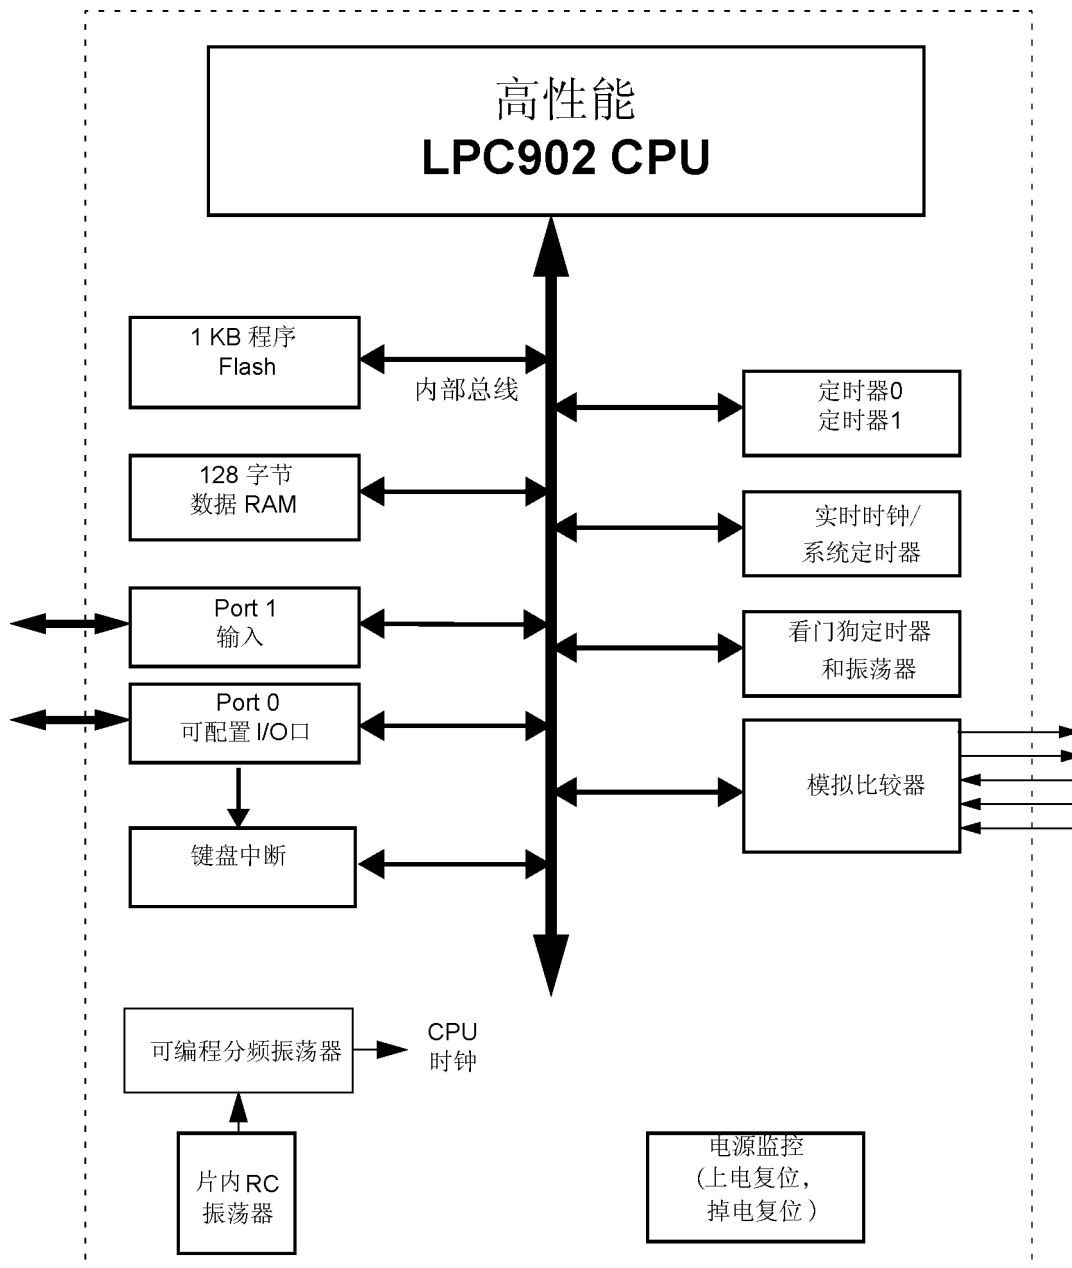 高性能
LPC902 CPU
1 KB 程序
Flash
内部总线
128 字节
数据 RAM
Port 1
输入
Port 0
可配置 I/O口
键盘中断
定时器0
定时器1
实时时钟/
系统定时器
看门狗定时器
和振荡器
模拟比较器
可编程分频振荡器
CPU
时钟
片内 RC
振荡器
电源监控
(上电复位，
掉电复位）